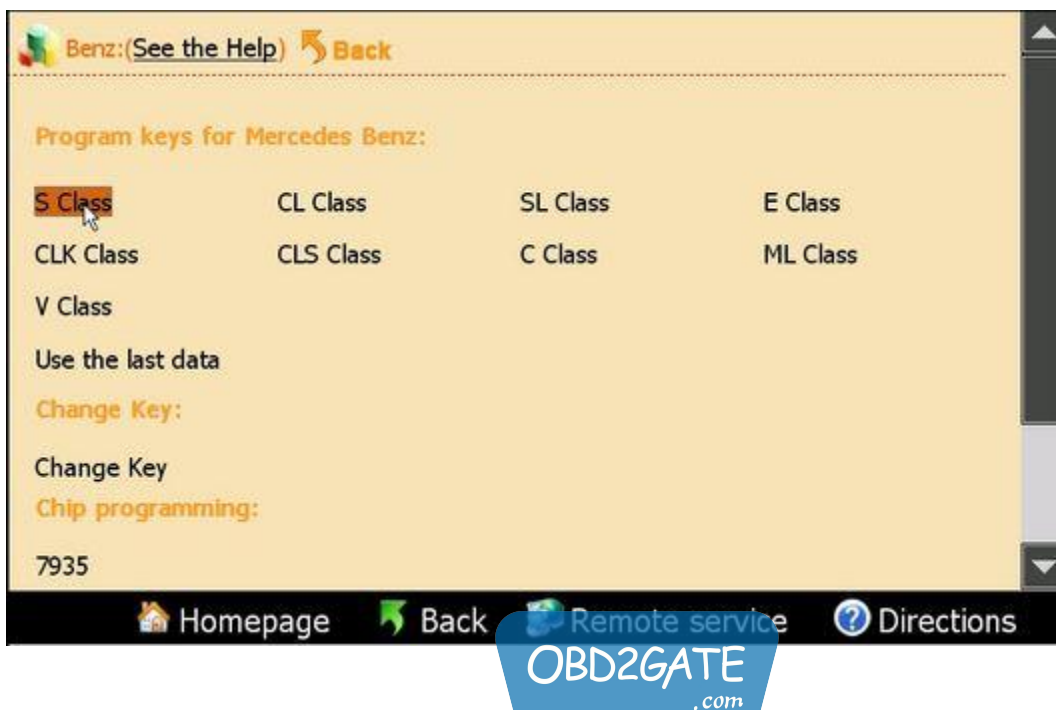 Benz:(See the Help) Back
Program keys for Mercedes Benz:
S Class CL Class SL Class E Class
CLK Class CLS Class C Class ML Class
V Class
Use the last data
Change Key:
Change Key
Chip programming:
7935
Homepage Back Remote service Directions
OBD2GATE
.com